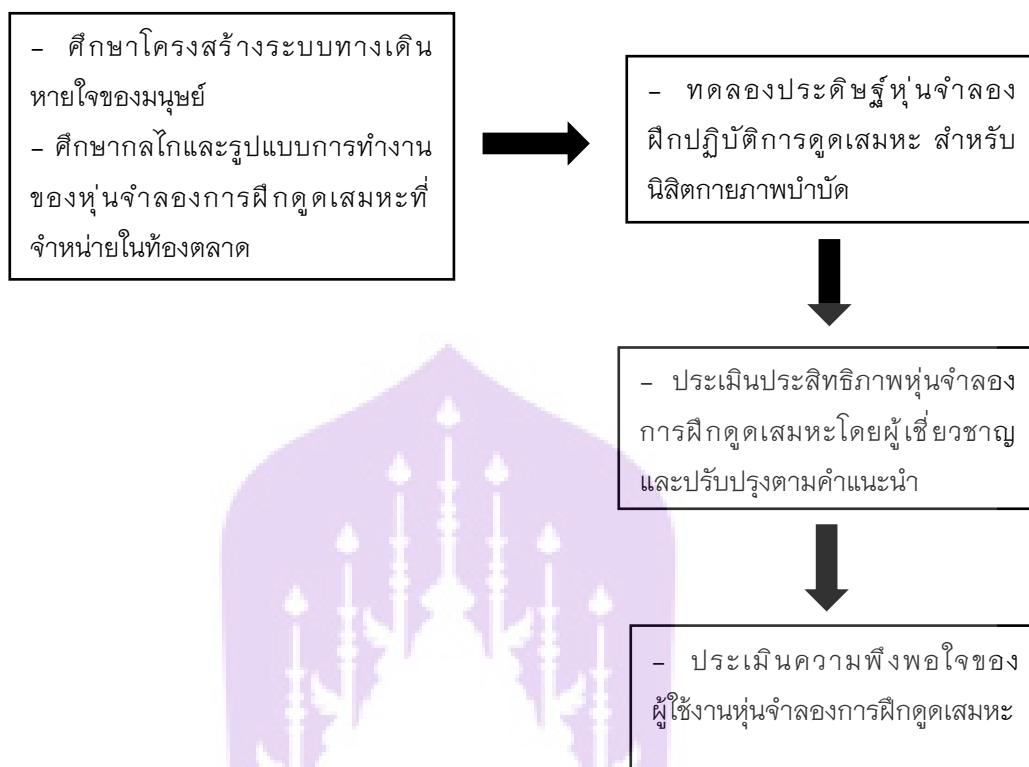 – ศึกษาโครงสร้างระบบทางเดิน
หายใจของมนุษย์
– ศึกษากลไกและรูปแบบการทำงาน
ของหุ่นจำลองการฝึกดูดเสมหะที่
จำหน่ายในท้องตลาด
– ทดลองประดิษฐ์หุ่นจำลอง
ฝึกปฏิบัติการดูดเสมหะ สำหรับ
นิสิตกายภาพบำบัด
– ประเมินประสิทธิภาพหุ่นจำลอง
การฝึกดูดเสมหะโดยผู้เชี่ยวชาญ
และปรับปรุงตามคำแนะนำ
– ประเมินความพึงพอใจของ
ผู้ใช้งานหุ่นจำลองการฝึกดูดเสมหะ